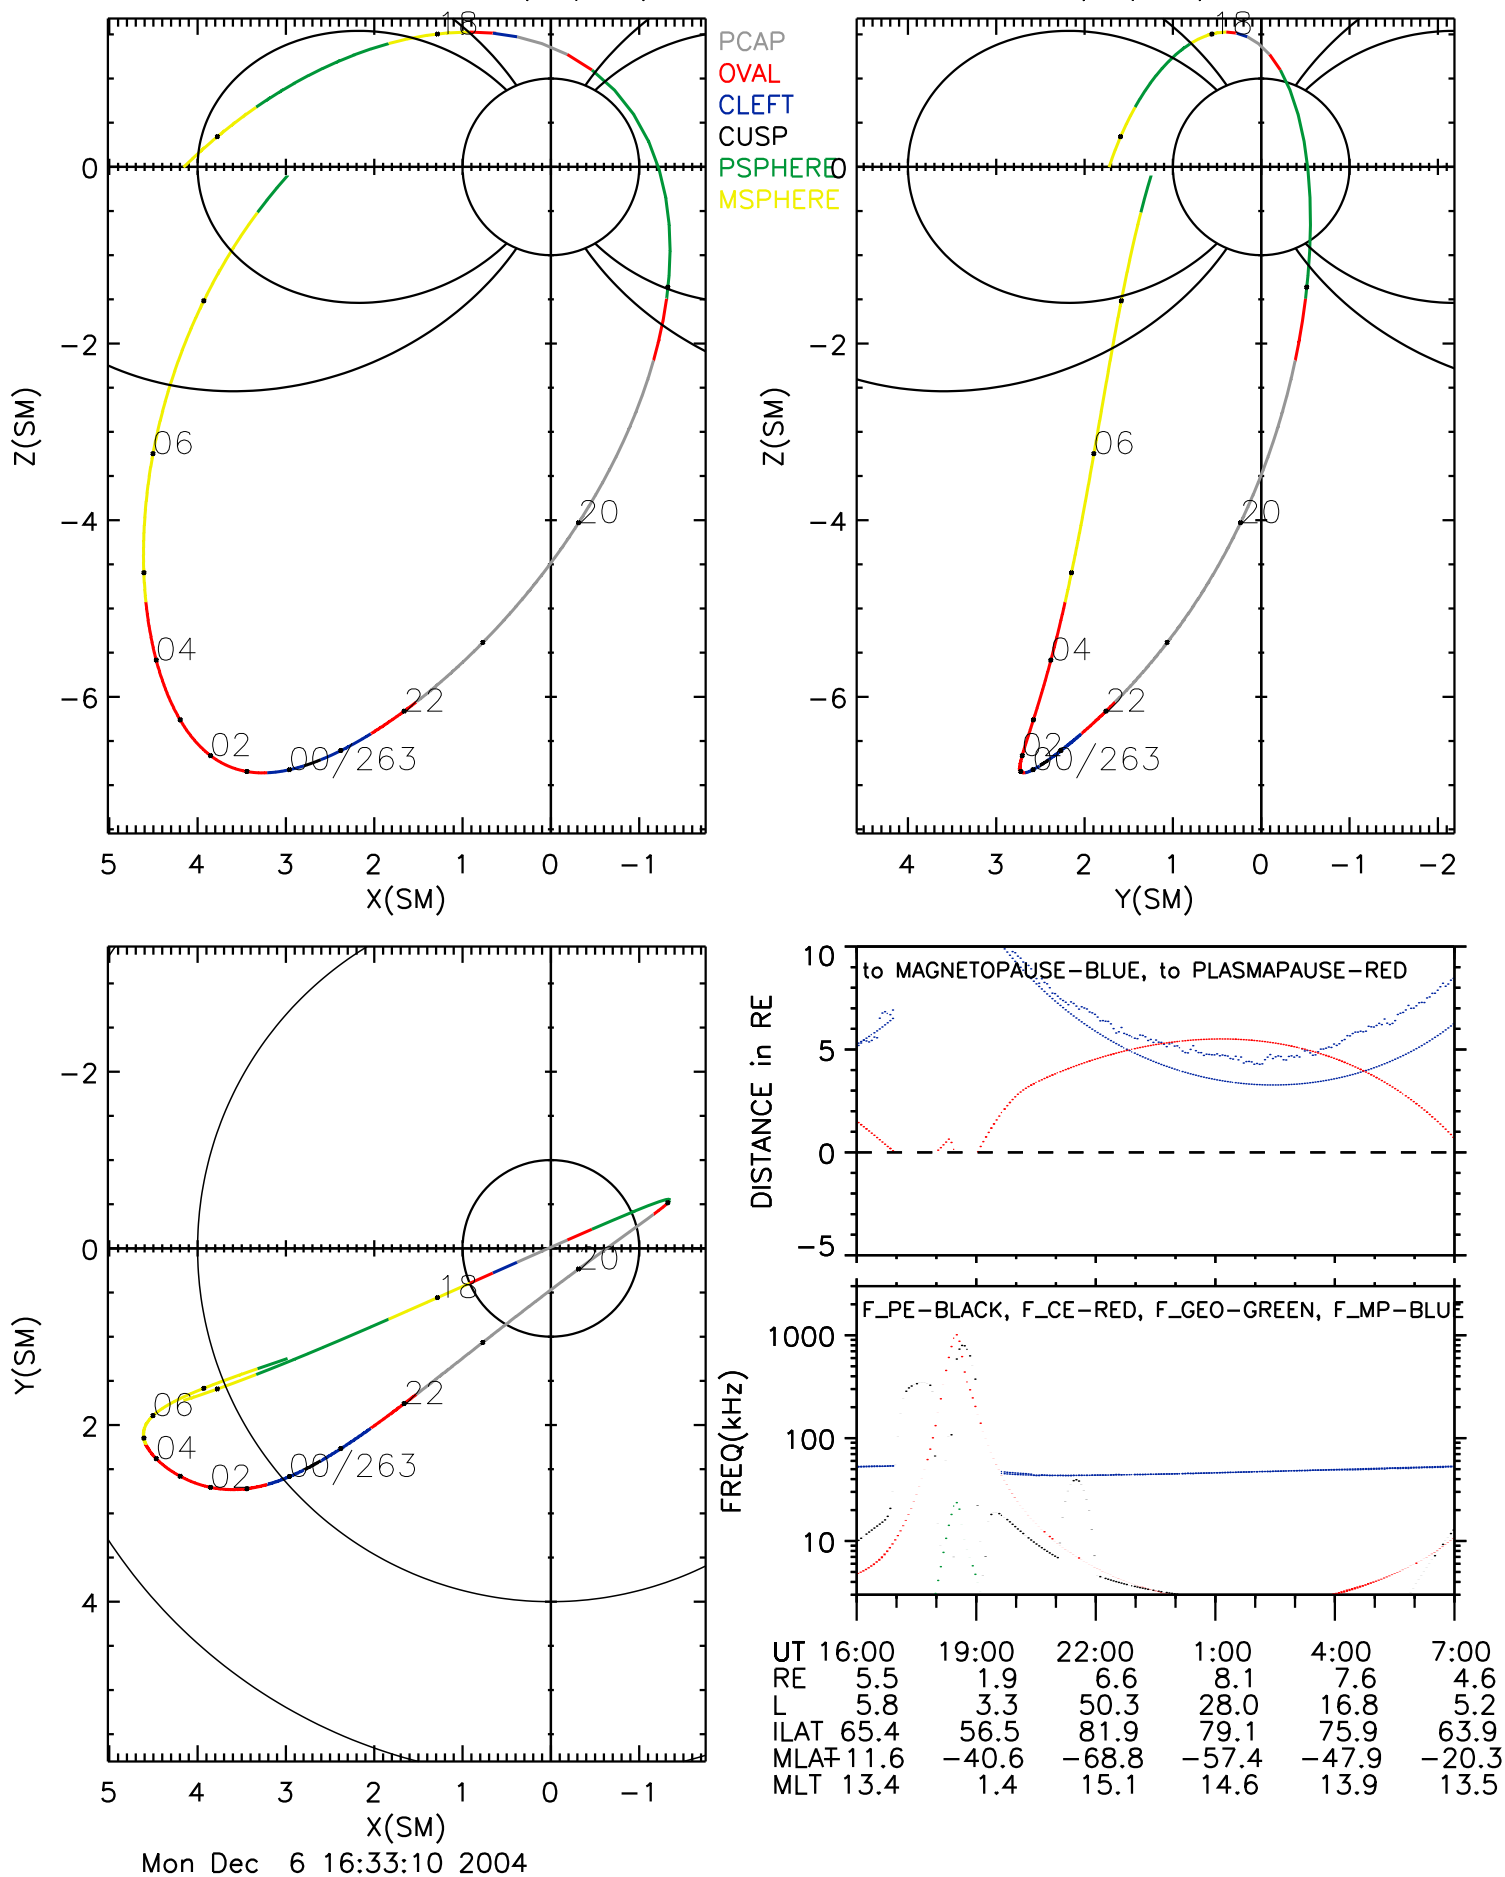 18
18
PCAP
OVAL
CLEFT
CUSP
PSPHERE
MSPHERE
0
−2
−4
−6
Z(SM)
06
04
02
00/263
22
20
5 4 3 2 1 0 −1
X(SM)
0
−2
−4
−6
Z(SM)
06
04
02
00/263
22
20
4 3 2 1 0 −1 −2
Y(SM)
−2
0
2
4
Y(SM)
18
20
22
00/263
02
04
06
5 4 3 2 1 0 −1
X(SM)
10
5
0
−5
DISTANCE in RE
to MAGNETOPAUSE−BLUE, to PLASMAPAUSE−RED
F_PE−BLACK, F_CE−RED, F_GEO−GREEN, F_MP−BLUE
1000
100
10
FREQ(kHz)
UT 16:00 19:00 22:00 1:00 4:00 7:00
RE 5.5 1.9 6.6 8.1 7.6 4.6
L 5.8 3.3 50.3 28.0 16.8 5.2
ILAT 65.4 56.5 81.9 79.1 75.9 63.9
MLAT −11.6 −40.6 −68.8 −57.4 −47.9 −20.3
MLT 13.4 1.4 15.1 14.6 13.9 13.5
Mon Dec 6 16:33:10 2004